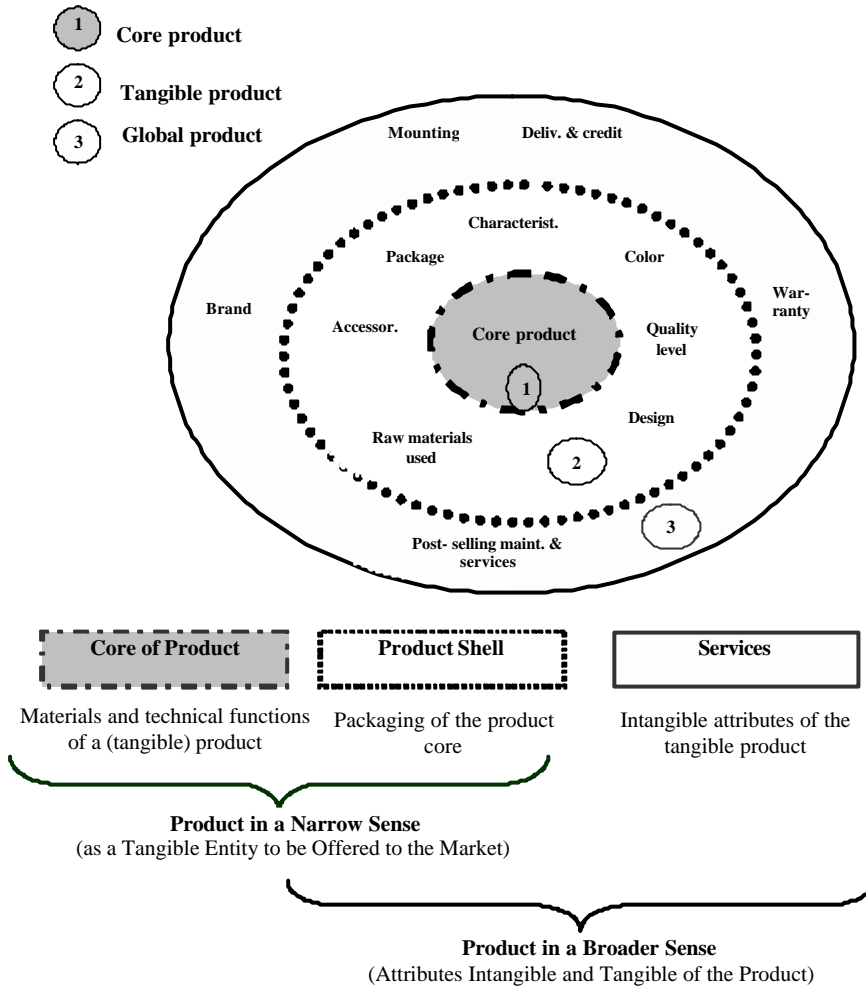 1 Core product
2 Tangible product
3 Global product
Mounting Deliv. & credit
Characterist.
Package Color
Brand
War-
ranty
Accessor.
Core product
Quality
level
1
Design
Raw materials
used
2
3
Post- selling maint. &
services
Core of Product
Product Shell
Services
Materials and technical functions
of a (tangible) product
Packaging of the product
core
Intangible attributes of the
tangible product
Product in a Narrow Sense
(as a Tangible Entity to be Offered to the Market)
Product in a Broader Sense
(Attributes Intangible and Tangible of the Product)